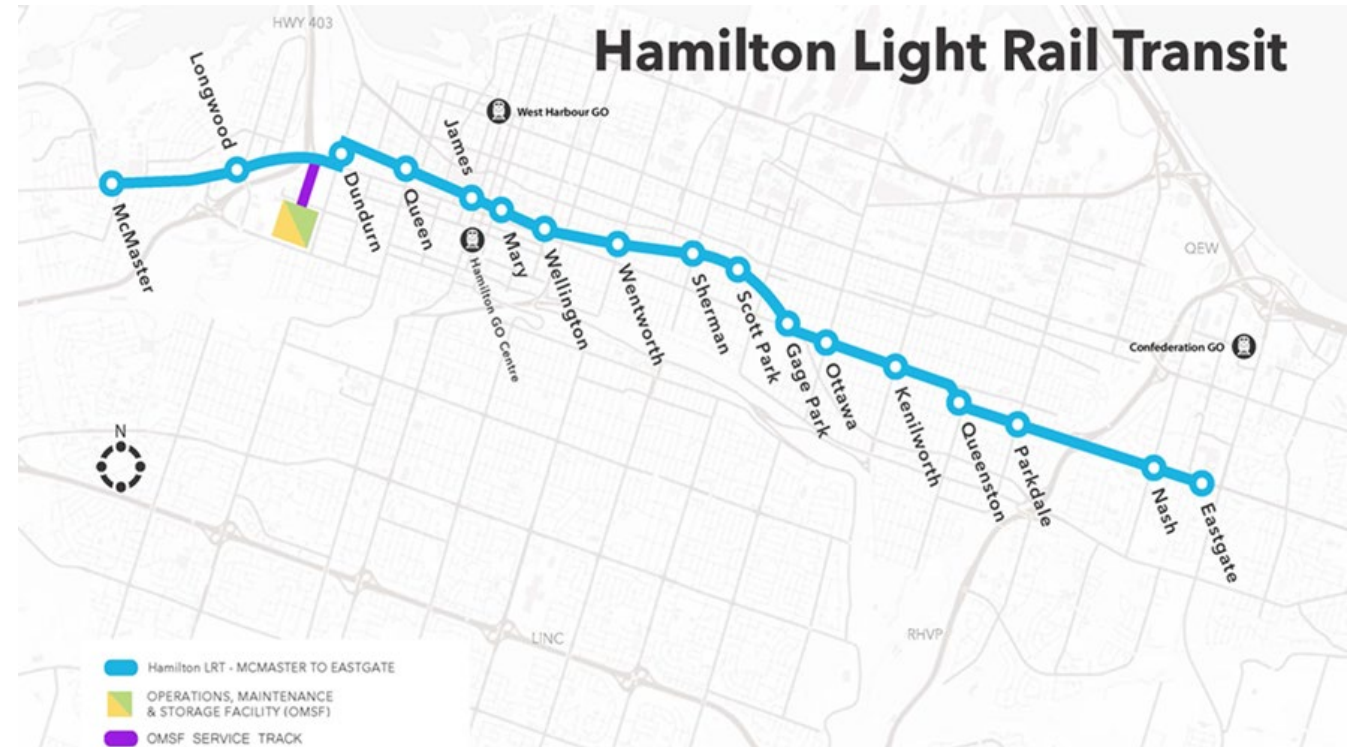 Hamilton Light Rail Transit
HWY 403
Longwood
James
West Harbour GO
McMaster
Dundurn
Queen
Hamilton GO Centre
Mary
Wellington
Wentworth
Sherman
Scott Park
Gage Park
Ottawa
Kenilworth
Queenston
Parkdale
Nash
Eastgate
QEW
Confederation GO
N
LINC
RHVP
Hamilton LRT - MCMASTER TO EASTGATE
OPERATIONS, MAINTENANCE
& STORAGE FACILITY (OMSF)
OMSF SERVICE TRACK